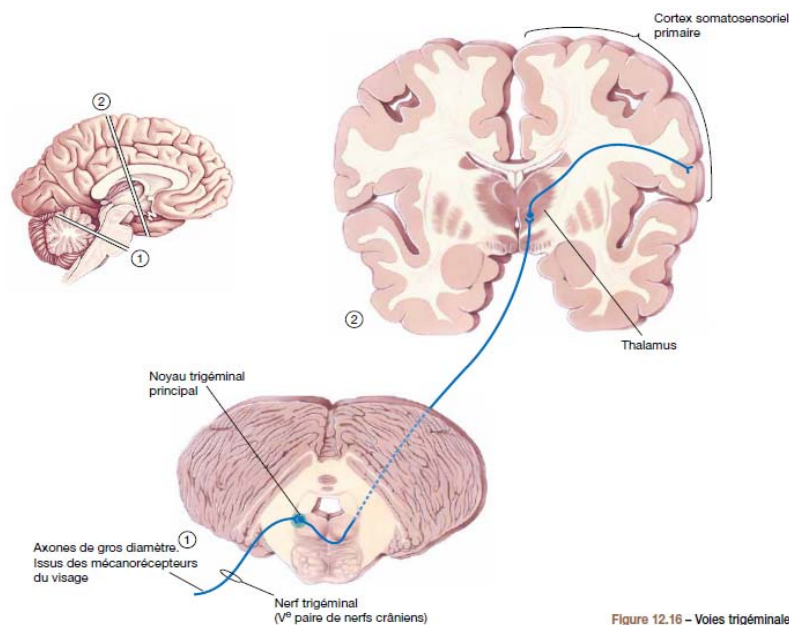 Cortex somatosensoriel
primaire
②
①
②
Thalamus
Noyau trigéminal
principal
①
Axones de gros diamètre.
Issus des mécanorécepteurs
du visage
Nerf trigéminal
(Ve paire de nerfs crâniens)
Figure 12.16 – Voies trigéminale